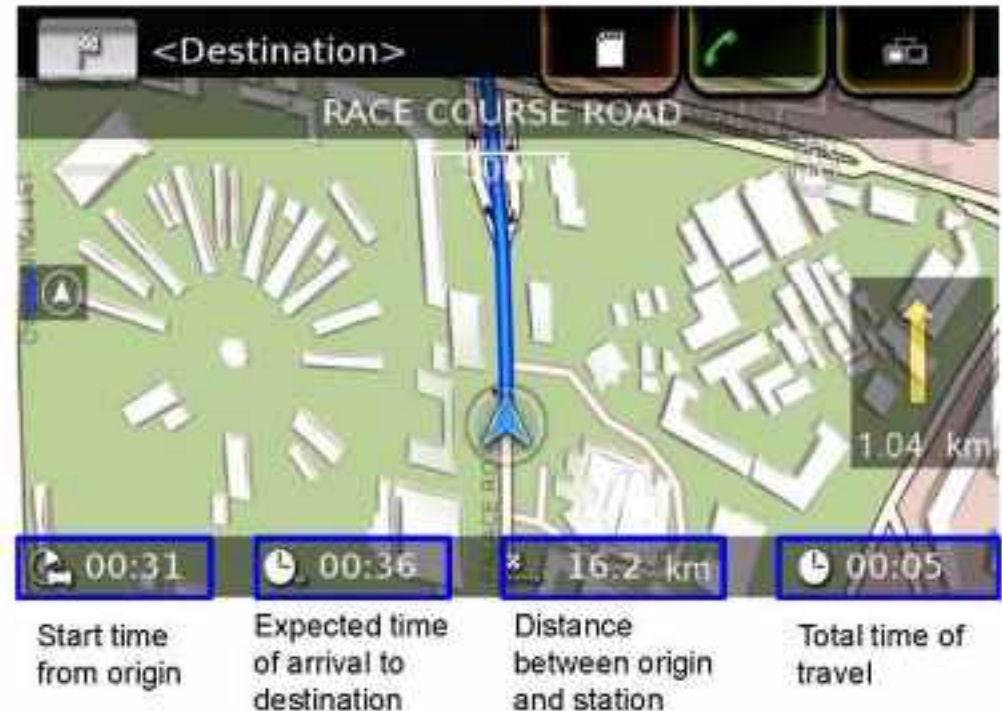 <Destination>
RACE COURSE ROAD
1.04 km
00:31
00:36
16.2 km
00:05
Start time
from origin
Expected time
of arrival to
destination
Distance
between origin
and station
Total time of
travel